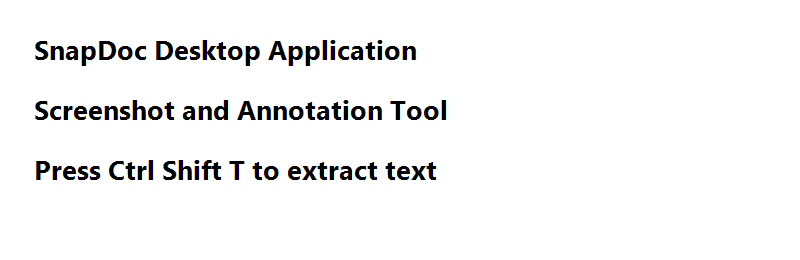 SnapDoc Desktop Application
Screenshot and Annotation Tool
Press Ctrl Shift T to extract text